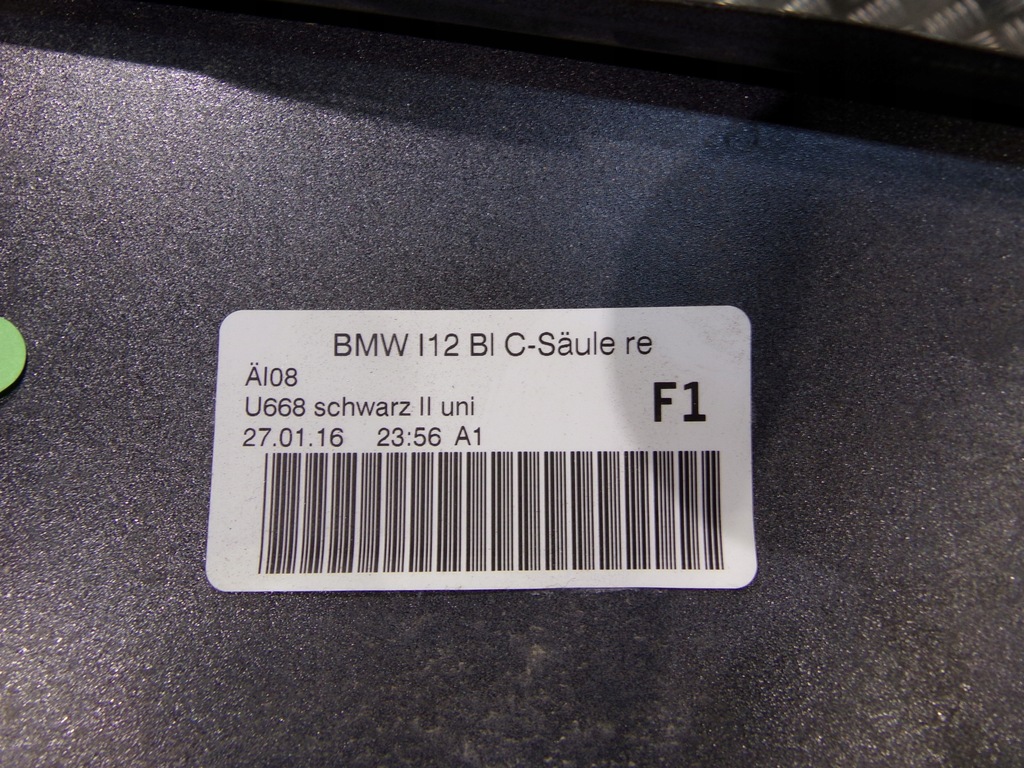 BMW I12 Bl C-Säule re
ÄI08
F1
U668 schwarz II uni
27.01.16 23:56 A1